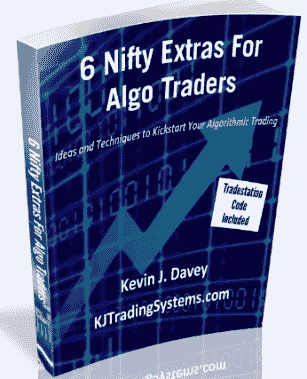 6 Nifty Extras For
Algo Traders
Ideas and Techniques to Kickstart Your Algorithmic Trading
Tradestation
Code
Included
Kevin J. Davey
KJTradingSystems.com
6 Nifty Extras For Algo Traders